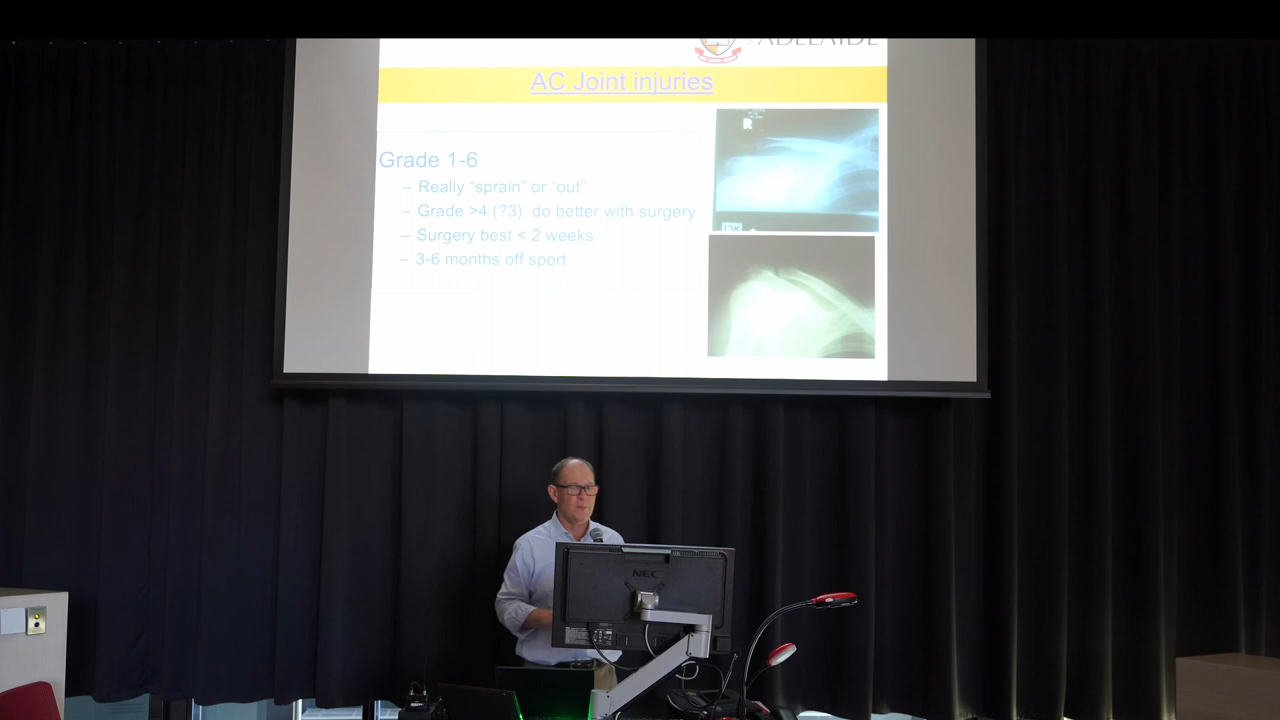 ADELAIDE
AC Joint injuries
Grade 1-6
– Really “sprain” or “out”
– Grade >4 (?3) do better with surgery
– Surgery best < 2 weeks
– 3-6 months off sport
R
NEC